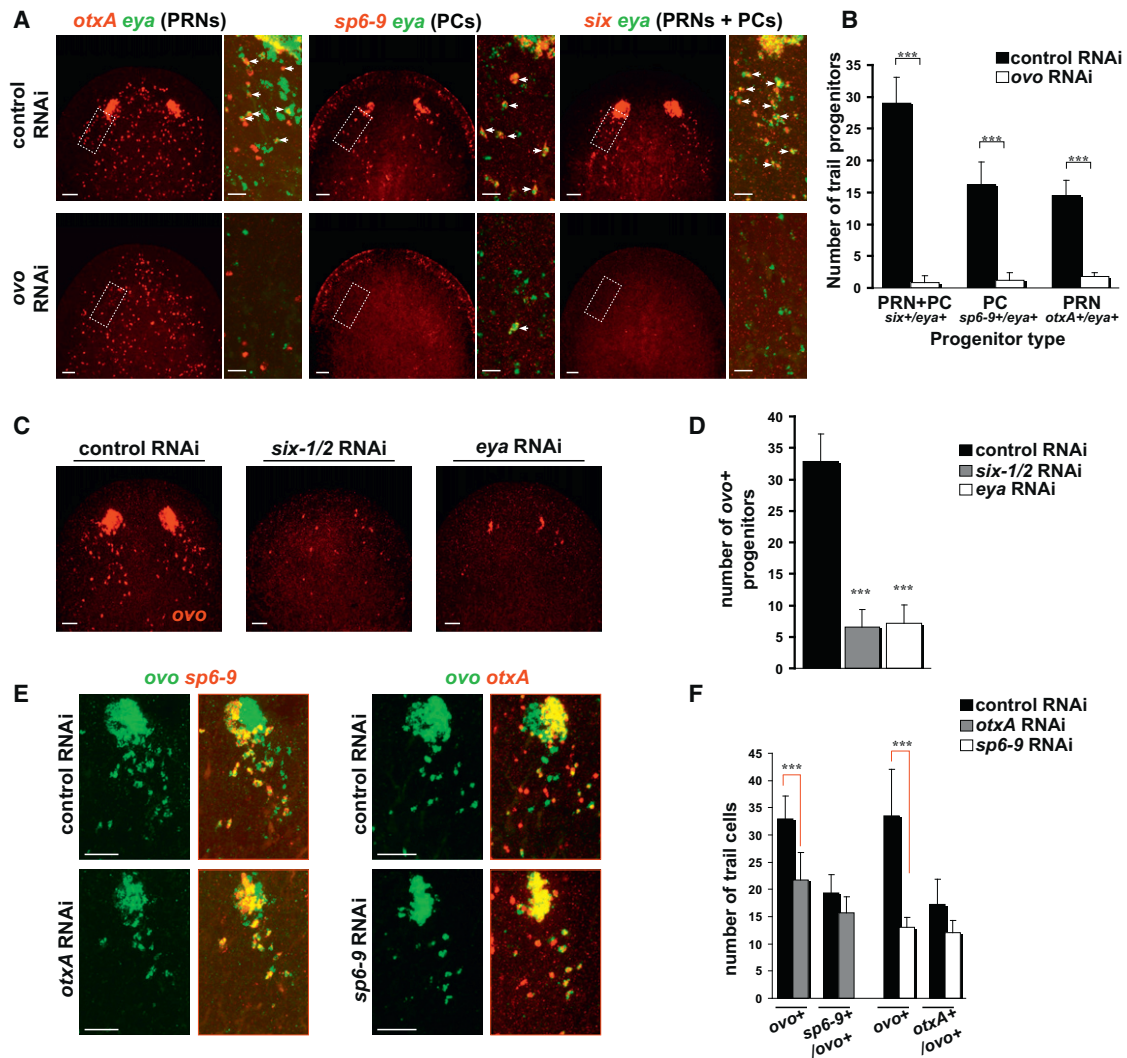 A
otxA eya (PRNs)
sp6-9 eya (PCs)
six eya (PRNs + PCs)
control RNAi
ovo RNAi
B
control RNAi
ovo RNAi
Number of trail progenitors
40
35
30
25
20
15
10
5
0
***
***
***
PRN+PC
six+/eya+
PC
sp6-9+/eya+
PRN
otxA+/eya+
Progenitor type
C
control RNAi
six-1/2 RNAi
eya RNAi
ovo
D
control RNAi
six-1/2 RNAi
eya RNAi
number of ovo+
progenitors
40
35
30
25
20
15
10
5
0
***
***
E
ovo sp6-9
ovo otxA
control RNAi
otxA RNAi
control RNAi
sp6-9 RNAi
F
control RNAi
otxA RNAi
sp6-9 RNAi
number of trail cells
45
40
35
30
25
20
15
10
5
0
***
***
ovo+
sp6-9+
/ovo+
ovo+
otxA+
/ovo+